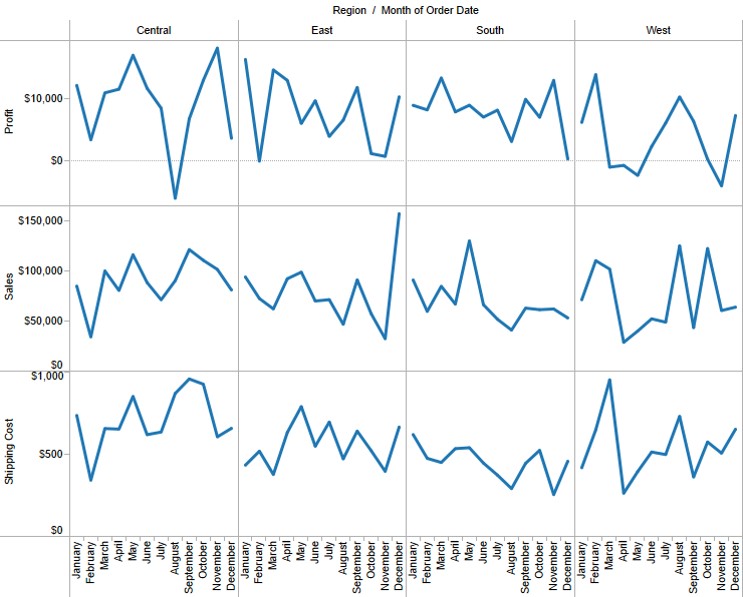 Region / Month of Order Date
Central East South West
Profit
$10,000
$0
Sales
$150,000
$100,000
$50,000
$0
Shipping Cost
$1,000
$500
$0
January February March April May June July August September October November December January February March April May June July August September October November December January February March April May June July August September October November December January February March April May June July August September October November December